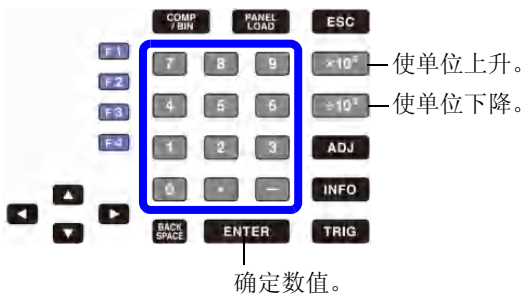 COMP /BIN
PANEL LOAD
ESC
F1
7 8 9
×10³
使单位上升。
F2
F3
4 5 6
÷10³
使单位下降。
F4
1 2 3
ADJ
0 · −
INFO
BACK SPACE
ENTER
TRIG
确定数值。